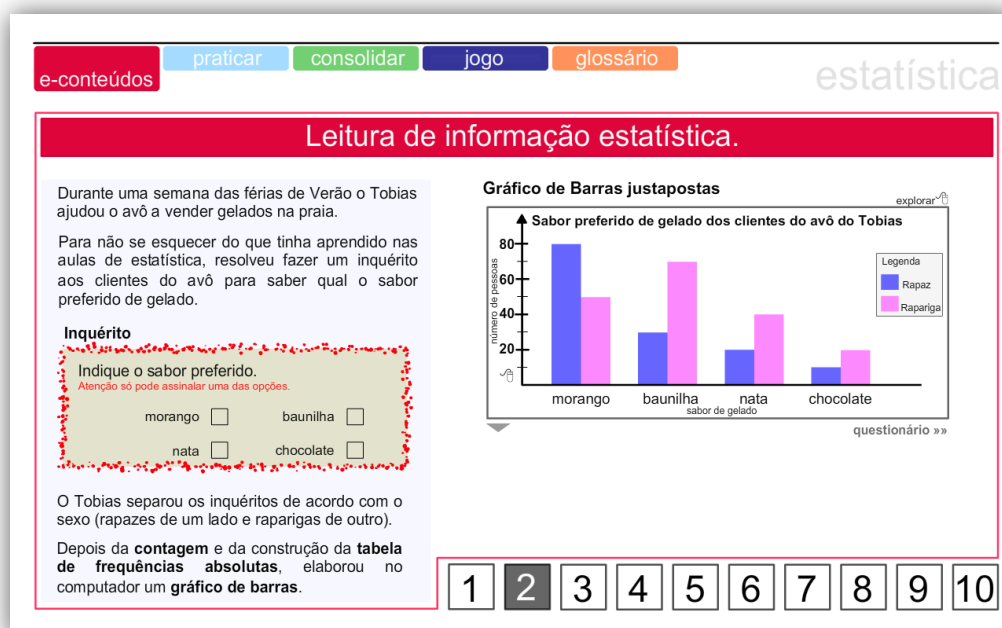 praticar
consolidar
jogo
glossário
e-conteúdos
estatística
Leitura de informação estatística.
Durante uma semana das férias de Verão o Tobias
ajudou o avô a vender gelados na praia.
Para não se esquecer do que tinha aprendido nas
aulas de estatística, resolveu fazer um inquérito
aos clientes do avô para saber qual o sabor
preferido de gelado.
Inquérito
Indique o sabor preferido.
Atenção só pode assinalar uma das opções.
morango
baunilha
nata
chocolate
O Tobias separou os inquéritos de acordo com o
sexo (rapazes de um lado e raparigas de outro).
Depois da contagem e da construção da tabela
de frequências absolutas, elaborou no
computador um gráfico de barras.
Gráfico de Barras justapostas
explorar
Sabor preferido de gelado dos clientes do avô do Tobias
80
60
40
20
número de pessoas
Legenda
Rapaz
Rapariga
morango
baunilha
nata
chocolate
sabor de gelado
questionário »»
1 2 3 4 5 6 7 8 9 10